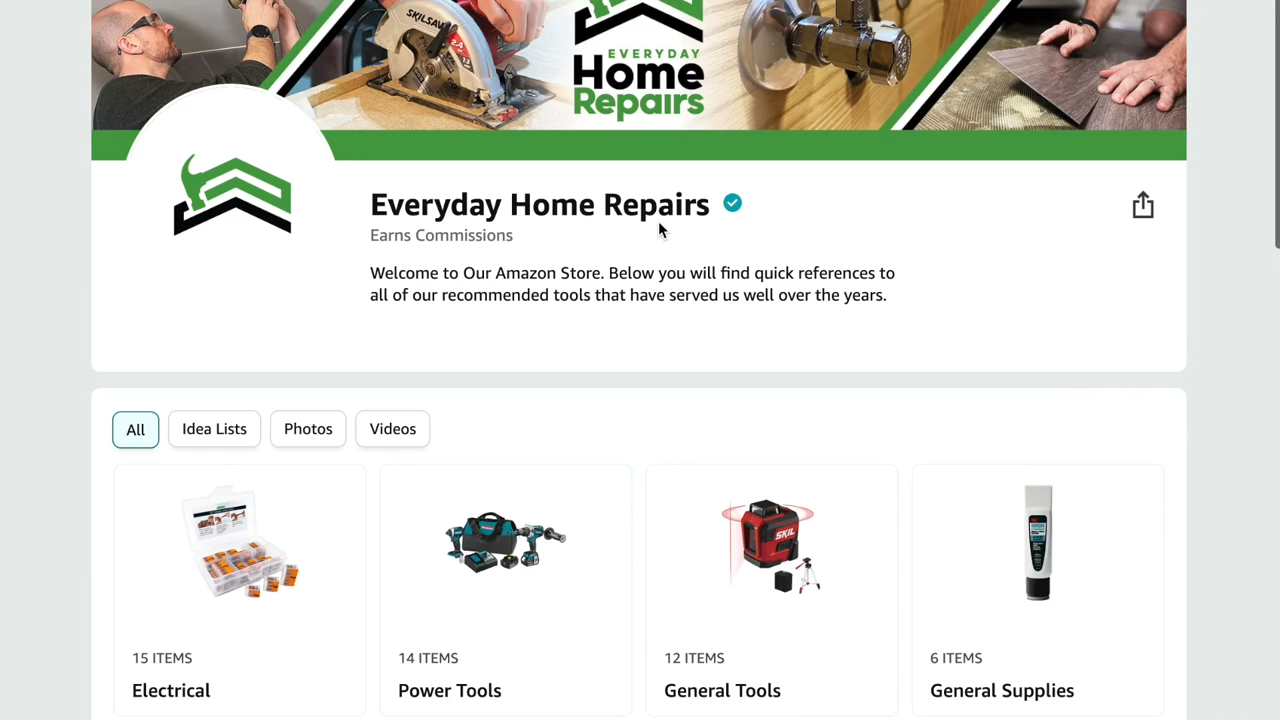 SKILSAW
2.4
EVERYDAY
Home
Repairs
Everyday Home Repairs
Earns Commissions
Welcome to Our Amazon Store. Below you will find quick references to
all of our recommended tools that have served us well over the years.
All
Idea Lists
Photos
Videos
SKIL
15 ITEMS
14 ITEMS
12 ITEMS
6 ITEMS
Electrical
Power Tools
General Tools
General Supplies